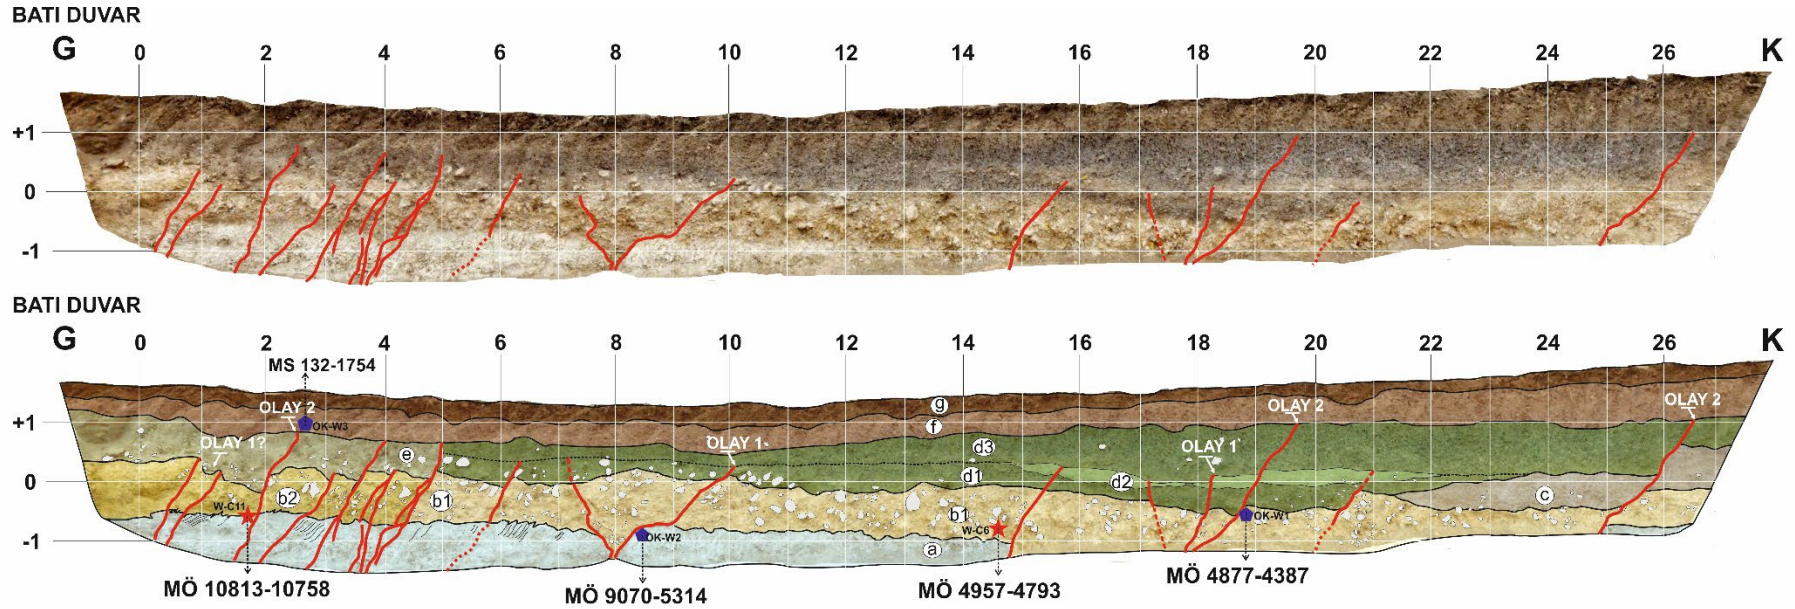 BATI DUVAR
G 0 2 4 6 8 10 12 14 16 18 20 22 24 26 K
+1
0
-1
BATI DUVAR
G 0 2 4 6 8 10 12 14 16 18 20 22 24 26 K
MS 132-1754
OLAY 2 OK-W3 g f OLAY 2 OLAY 2
+1
OLAY 1? e OLAY 1 d3 OLAY 1
0 b2 b1 d1 d2 c
W-C11 b1 W-C6 OK-W1
-1 OK-W2 a
MÖ 10813-10758 MÖ 9070-5314 MÖ 4957-4793 MÖ 4877-4387